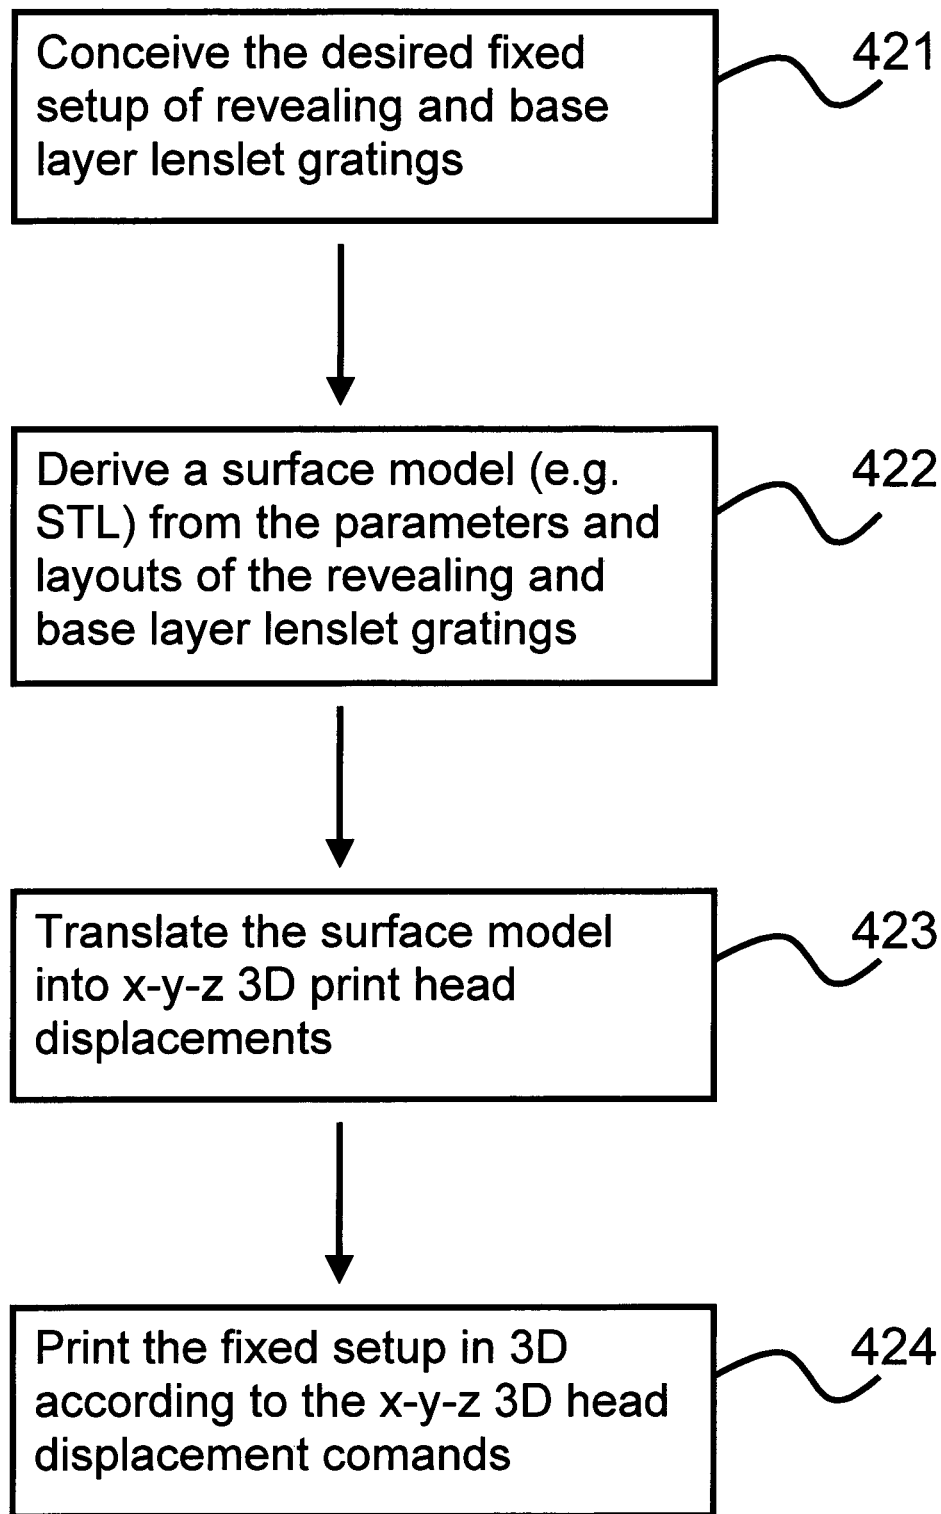 Conceive the desired fixed
setup of revealing and base
layer lenslet gratings
421
Derive a surface model (e.g.
STL) from the parameters and
layouts of the revealing and
base layer lenslet gratings
422
Translate the surface model
into x-y-z 3D print head
displacements
423
Print the fixed setup in 3D
according to the x-y-z 3D head
displacement comands
424